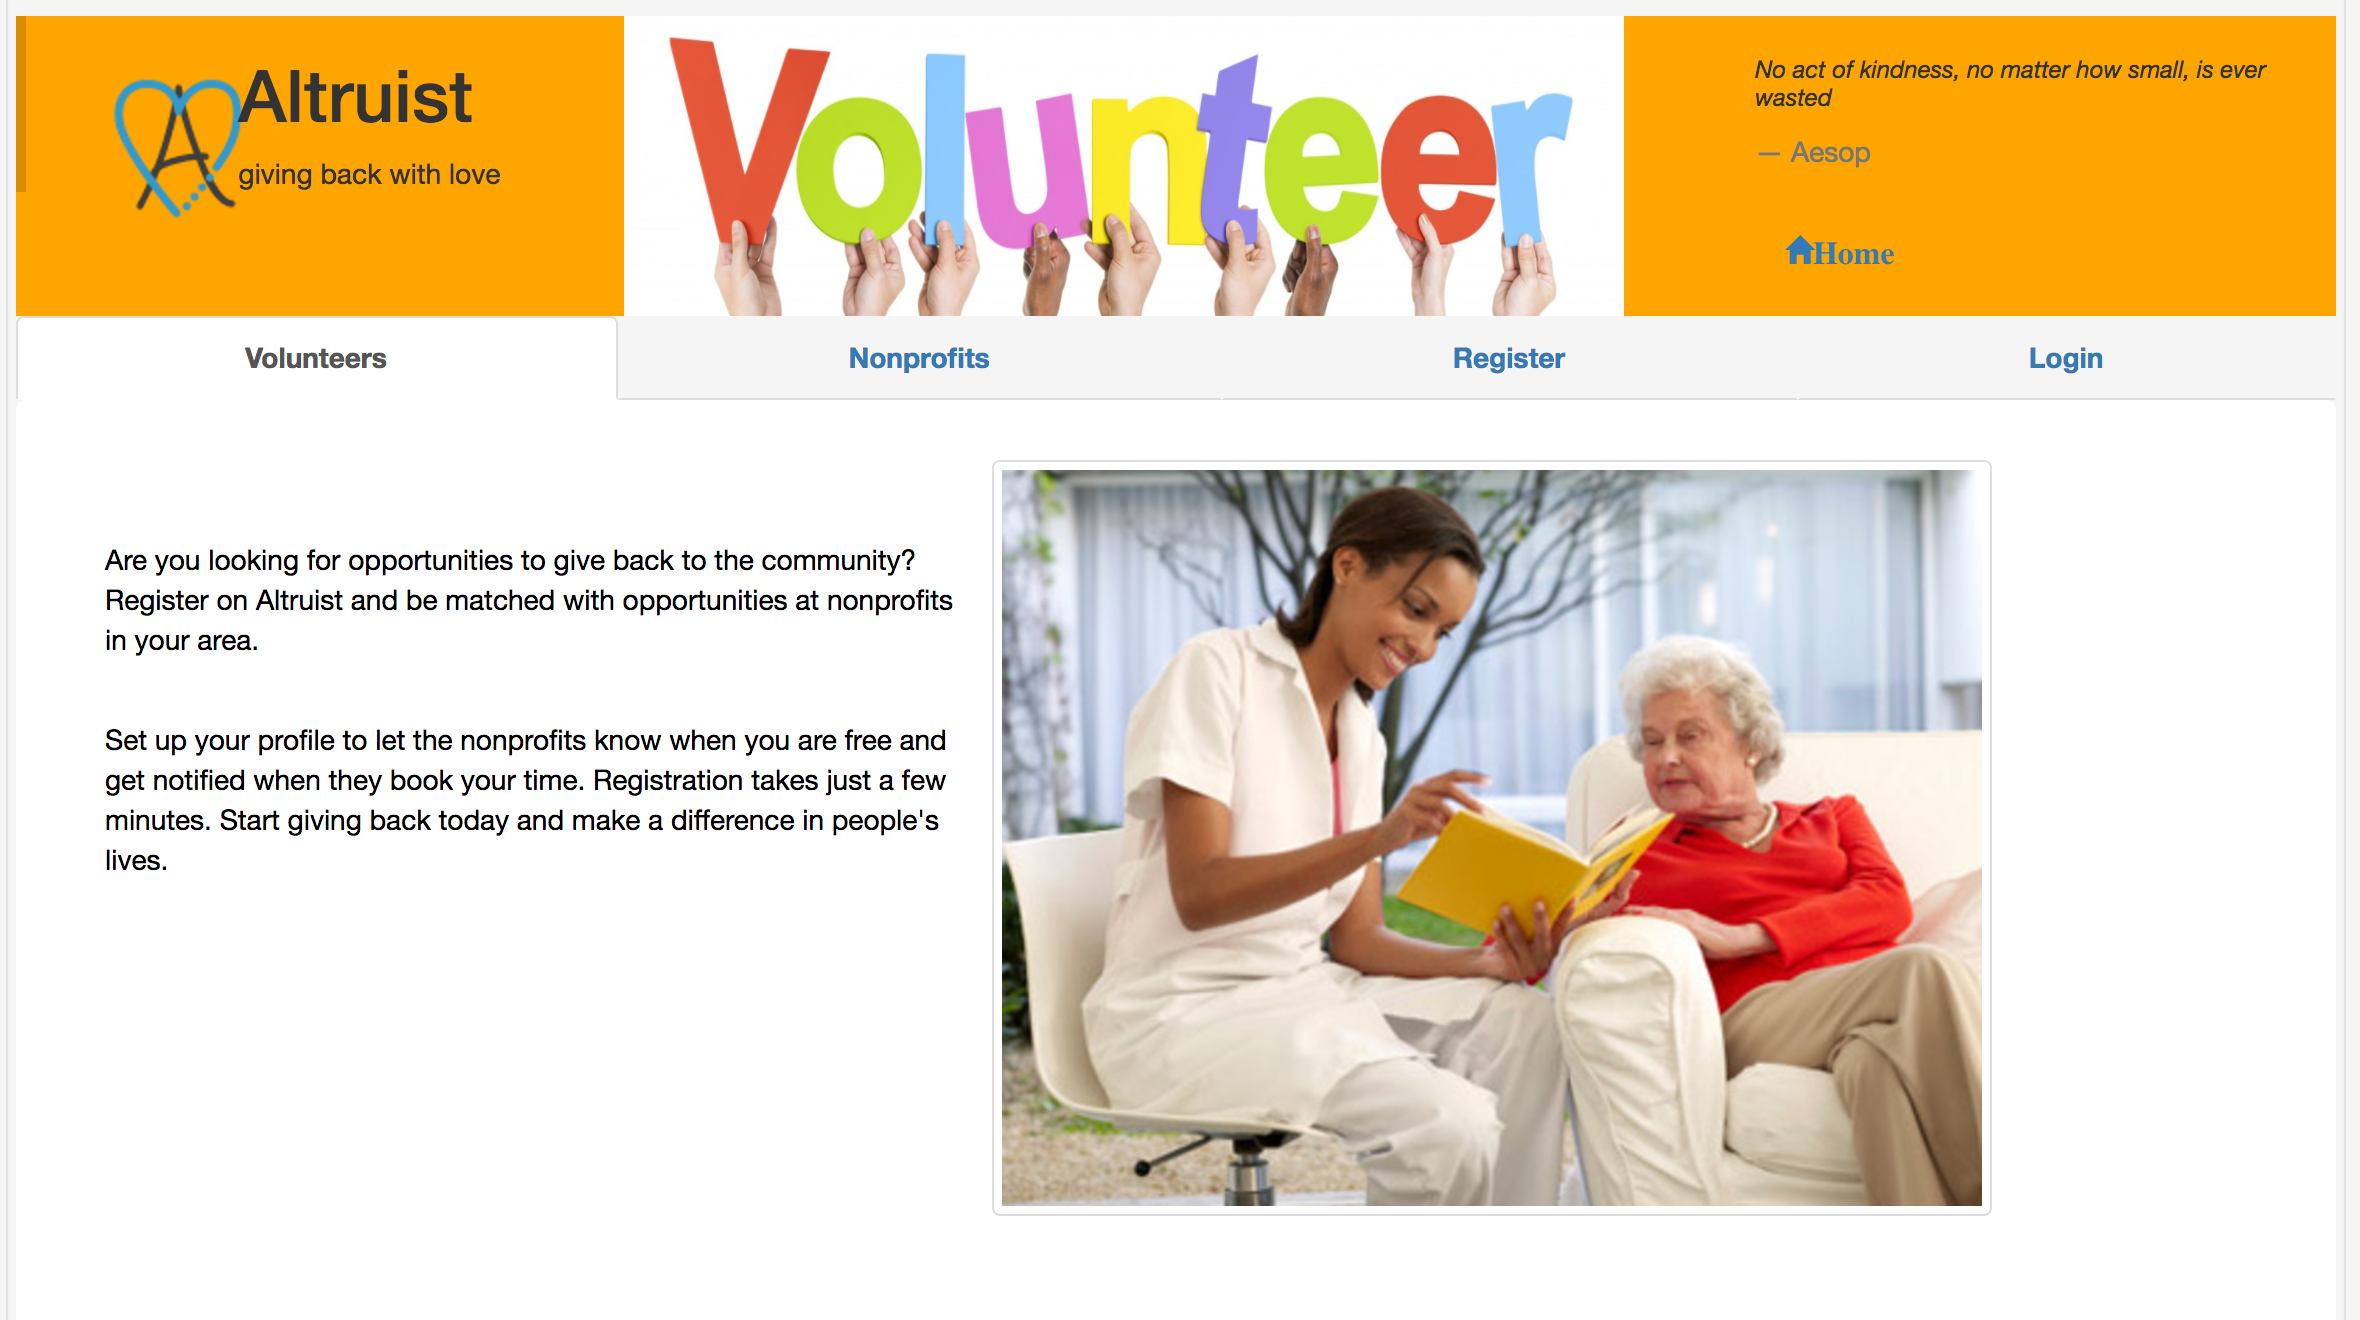 Altruist
giving back with love
Volunteer
No act of kindness, no matter how small, is ever
wasted
— Aesop
Home
Volunteers
Nonprofits
Register
Login
Are you looking for opportunities to give back to the community?
Register on Altruist and be matched with opportunities at nonprofits
in your area.
Set up your profile to let the nonprofits know when you are free and
get notified when they book your time. Registration takes just a few
minutes. Start giving back today and make a difference in people's
lives.